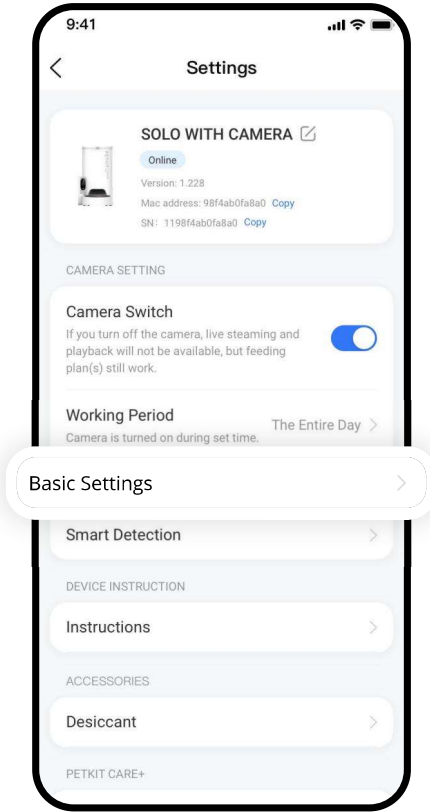 9:41
Settings
SOLO WITH CAMERA
Online
Version: 1.228
Mac address: 98f4ab0fa8a0 Copy
SN: 1198f4ab0fa8a0 Copy
CAMERA SETTING
Camera Switch
If you turn off the camera, live steaming and
playback will not be available, but feeding
plan(s) still work.
Working Period
The Entire Day
Camera is turned on during set time.
Basic Settings
Smart Detection
DEVICE INSTRUCTION
Instructions
ACCESSORIES
Desiccant
PETKIT CARE+